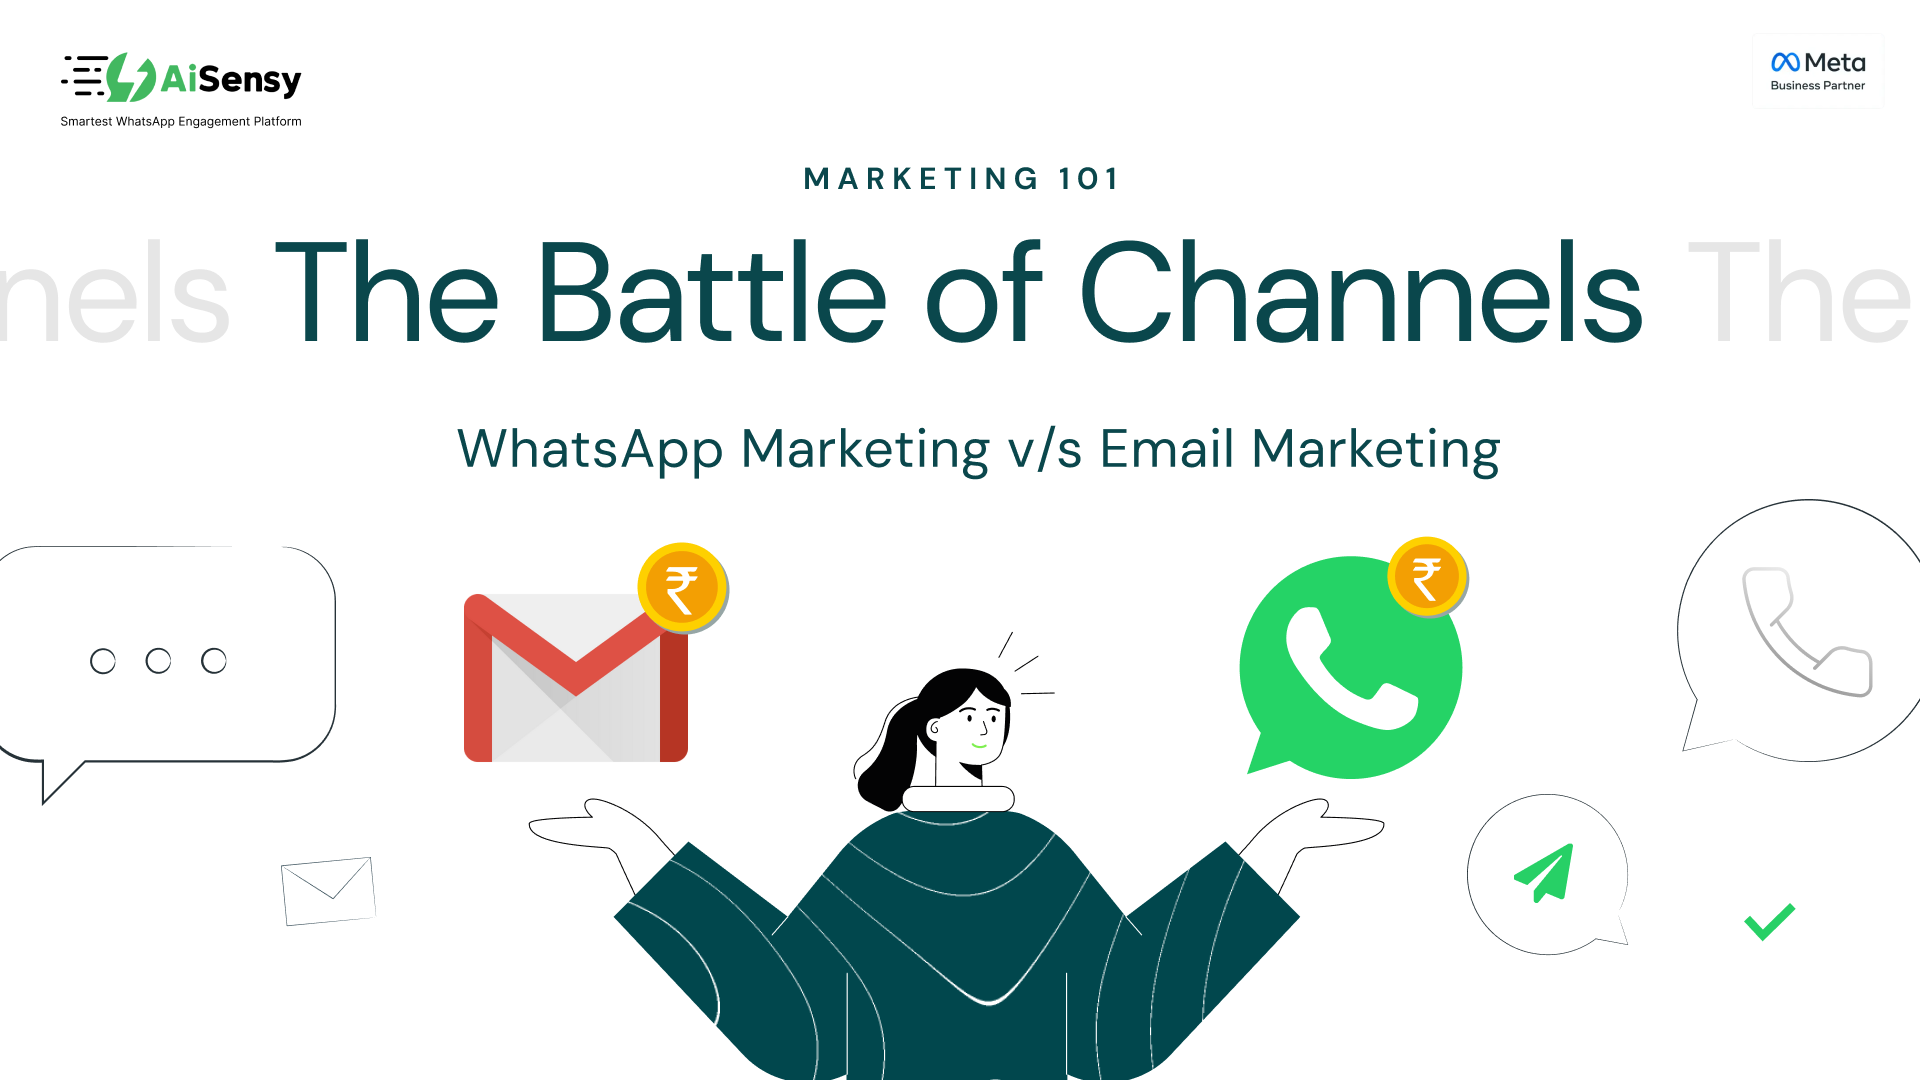 AiSensy
Smartest WhatsApp Engagement Platform
Meta
Business Partner
MARKETING 101
nels The Battle of Channels The
WhatsApp Marketing v/s Email Marketing
₹
₹